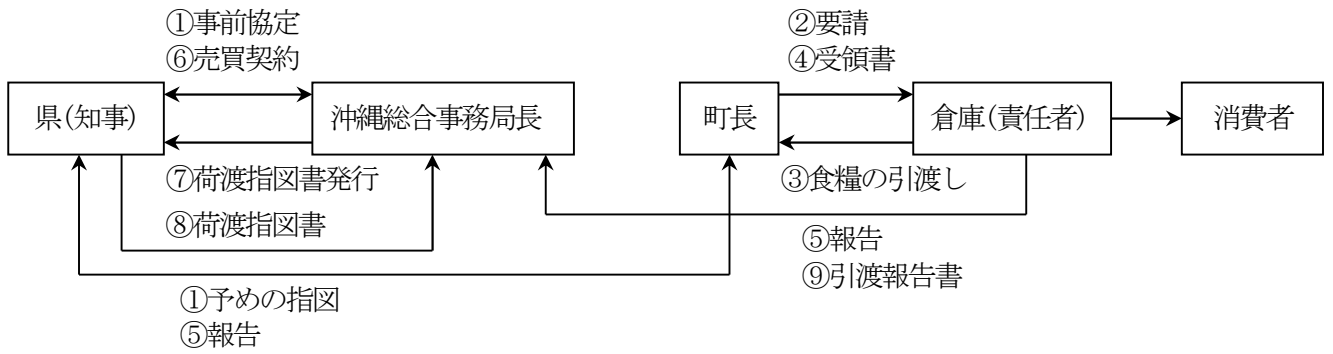 ①事前協定
⑥売買契約
②要請
④受領書
県(知事)
沖縄総合事務局長
町長
倉庫(責任者)
消費者
⑦荷渡指図書発行
⑧荷渡指図書
③食糧の引渡し
⑤報告
⑨引渡報告書
①予めの指図
⑤報告